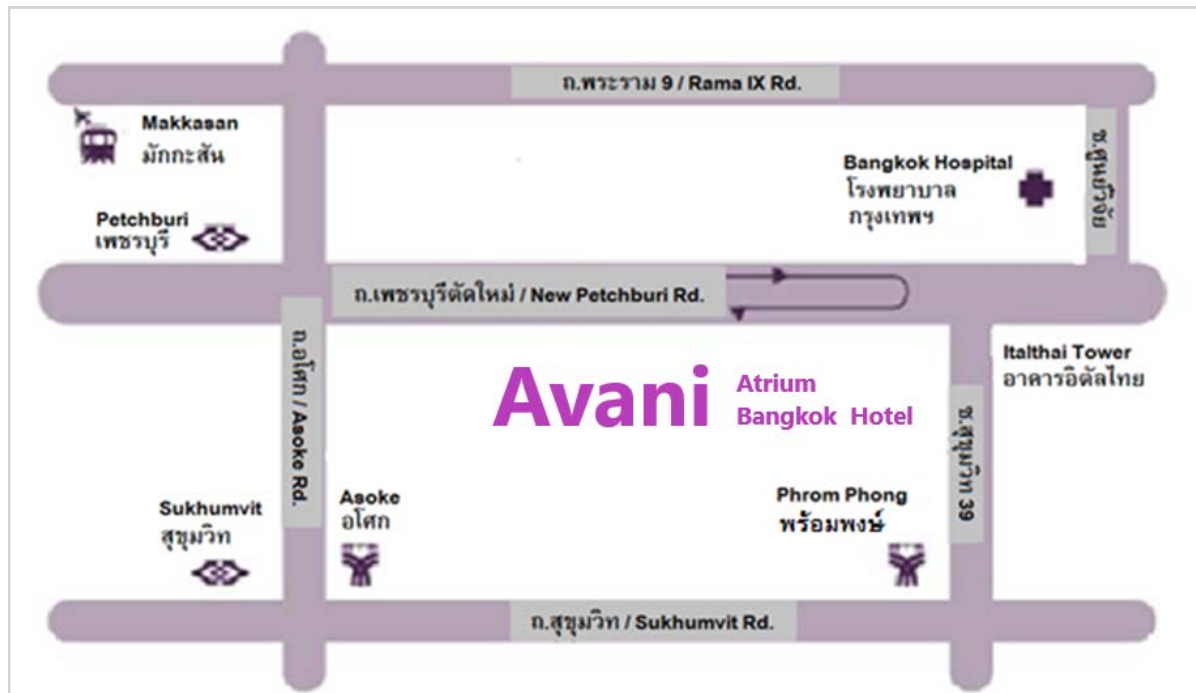 ถ.พระราม 9 / Rama IX Rd.
Makkasan
มักกะสัน
ซ.ศูนย์วิจัย
Bangkok Hospital
โรงพยาบาล
กรุงเทพฯ
Petchburi
เพชรบุรี
ถ.เพชรบุรีตัดใหม่ / New Petchburi Rd.
ถ.อโศก / Asoke Rd.
Italthai Tower
อาคารอิตัลไทย
Avani Atrium
Bangkok Hotel
ซ.สุขุมวิท 39
Asoke
อโศก
Phrom Phong
พร้อมพงษ์
Sukhumvit
สุขุมวิท
ถ.สุขุมวิท / Sukhumvit Rd.